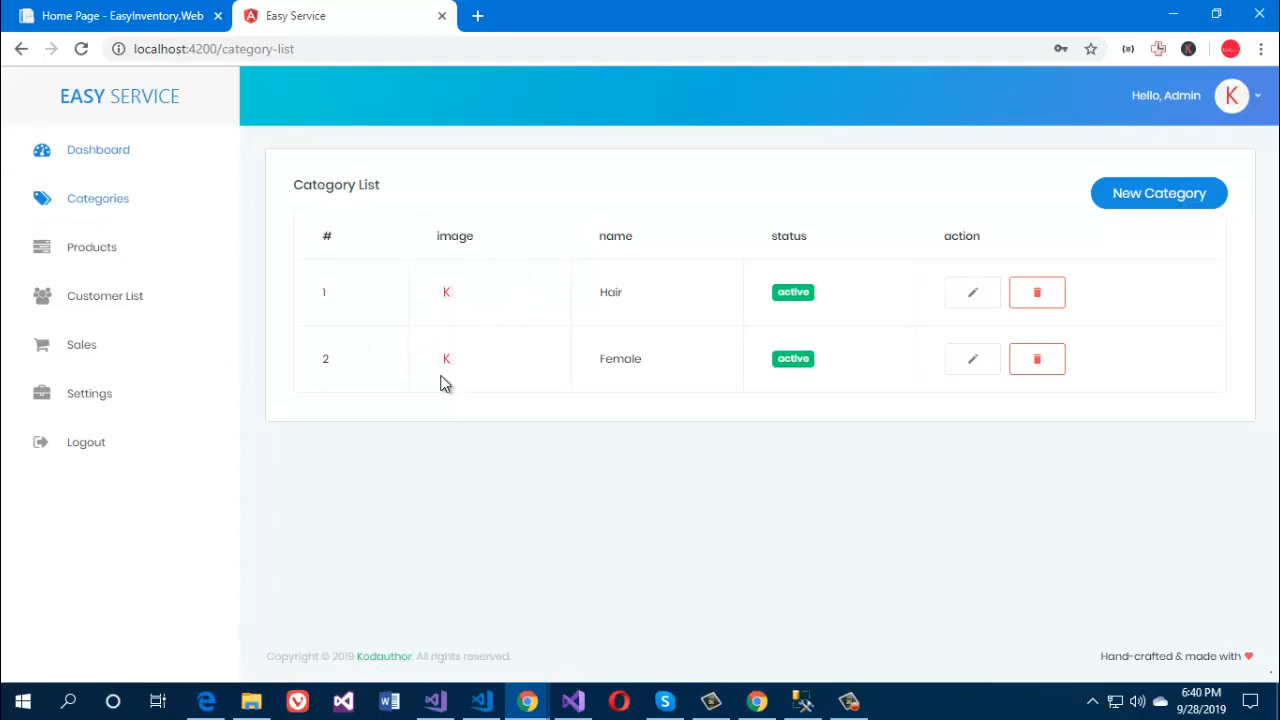 Home Page - EasyInventory.Web
Easy Service
localhost:4200/category-list
EASY SERVICE
Hello, Admin
K
Dashboard
Categories
Products
Customer List
Sales
Settings
Logout
Category List
New Category
# image name status action
1 K Hair active
2 K Female active
Copyright © 2019 Kodauthor. All rights reserved.
Hand-crafted & made with
6:40 PM
9/28/2019